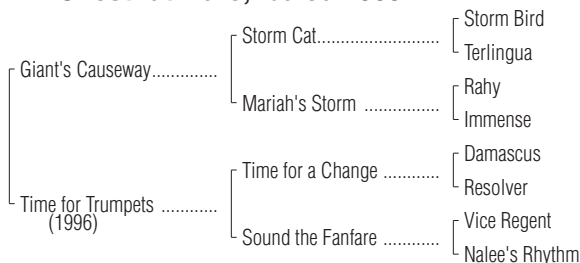 Storm Bird
Storm Cat........................
Terlingua
Giant's Causeway.............
Rahy
Mariah's Storm ...............
Immense
Damascus
Time for a Change ...........
Resolver
Time for Trumpets ...........
(1996)
Vice Regent
Sound the Fanfare ............
Nalee's Rhythm